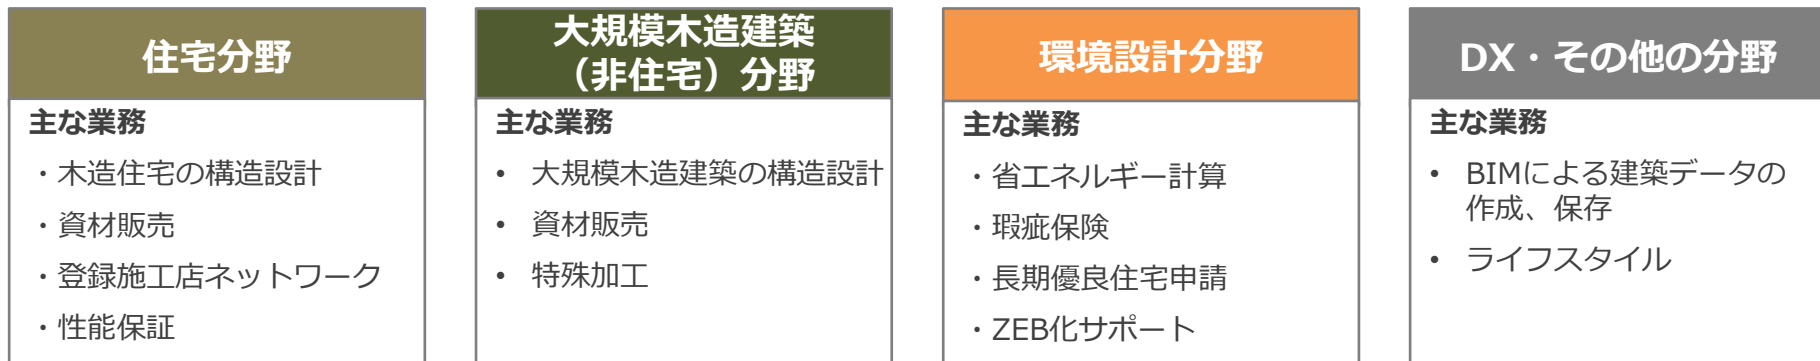 住宅分野
主な業務
・木造住宅の構造設計
・資材販売
・登録施工店ネットワーク
・性能保証
大規模木造建築
（非住宅）分野
主な業務
• 大規模木造建築の構造設計
• 資材販売
• 特殊加工
環境設計分野
主な業務
・省エネルギー計算
・瑕疵保険
・長期優良住宅申請
・ZEB化サポート
DX・その他の分野
主な業務
• BIMによる建築データの
作成、保存
• ライフスタイル